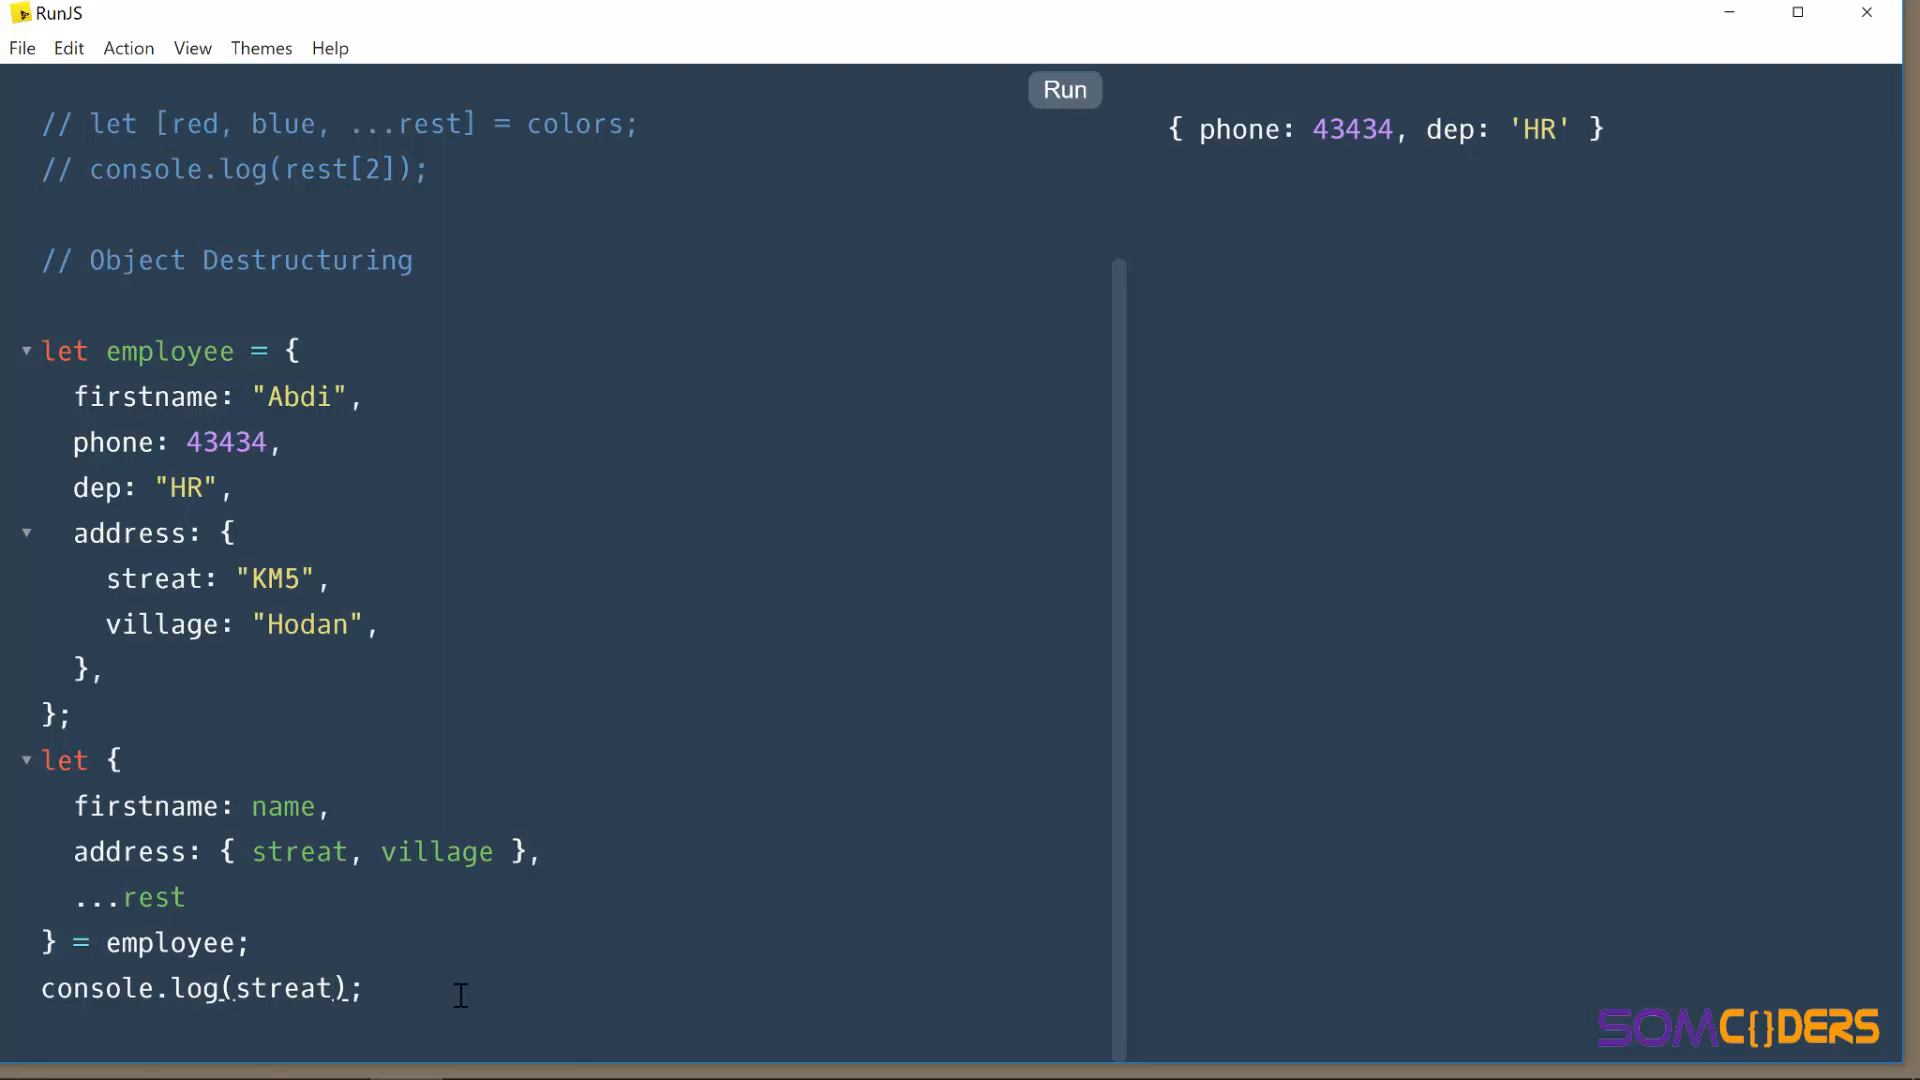 RunJS
File Edit Action View Themes Help
Run
// let [red, blue, ...rest] = colors;
// console.log(rest[2]);
// Object Destructuring
let employee = {
firstname: "Abdi",
phone: 43434,
dep: "HR",
address: {
streat: "KM5",
village: "Hodan",
},
};
let {
firstname: name,
address: { streat, village },
...rest
} = employee;
console.log(streat);
{ phone: 43434, dep: 'HR' }
SOMC{}DERS